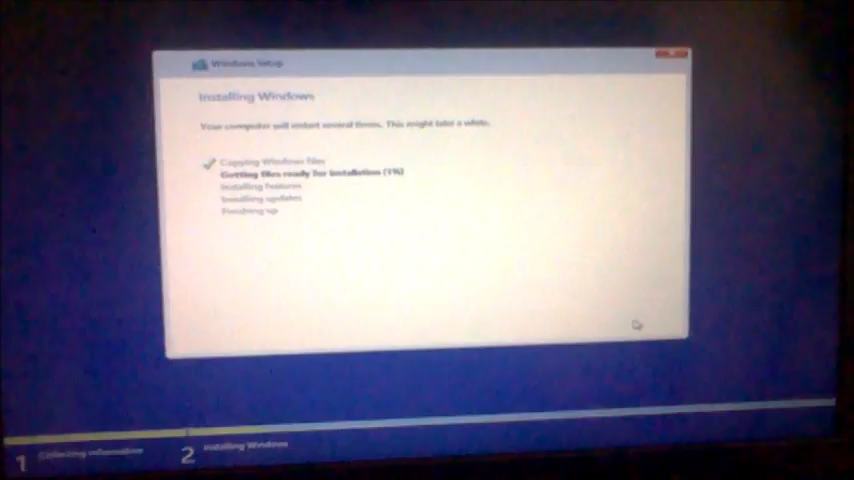 Windows Setup
Installing Windows
Your computer will restart several times. This might take a while.
Copying Windows files
Getting files ready for installation (1%)
Installing features
Installing updates
Finishing up
1 Collecting information
2 Installing Windows